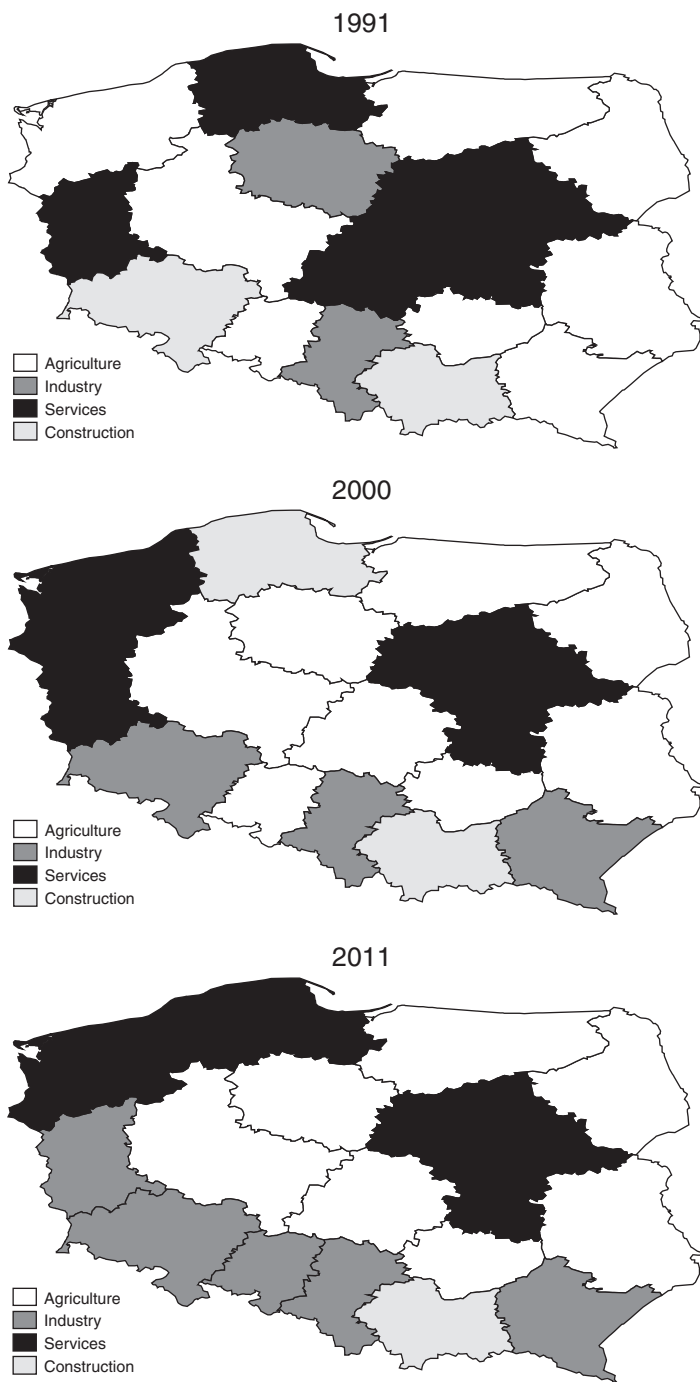 1991
Agriculture
Industry
Services
Construction
2000
Agriculture
Industry
Services
Construction
2011
Agriculture
Industry
Services
Construction